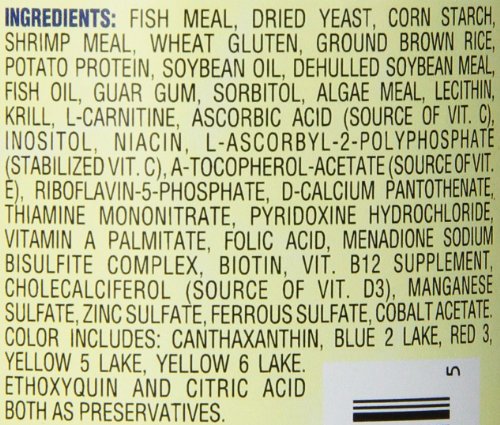 INGREDIENTS: FISH MEAL, DRIED YEAST, CORN STARCH,
SHRIMP MEAL, WHEAT GLUTEN, GROUND BROWN RICE,
POTATO PROTEIN, SOYBEAN OIL, DEHULLED SOYBEAN MEAL,
FISH OIL, GUAR GUM, SORBITOL, ALGAE MEAL, LECITHIN,
KRILL, L-CARNITINE, ASCORBIC ACID (SOURCE OF VIT. C),
INOSITOL, NIACIN, L-ASCORBYL-2-POLYPHOSPHATE
(STABILIZED VIT. C), A-TOCOPHEROL-ACETATE (SOURCE OF VIT.
E), RIBOFLAVIN-5-PHOSPHATE, D-CALCIUM PANTOTHENATE,
THIAMINE MONONITRATE, PYRIDOXINE HYDROCHLORIDE,
VITAMIN A PALMITATE, FOLIC ACID, MENADIONE SODIUM
BISULFITE COMPLEX, BIOTIN, VIT. B12 SUPPLEMENT,
CHOLECALCIFEROL (SOURCE OF VIT. D3), MANGANESE
SULFATE, ZINC SULFATE, FERROUS SULFATE, COBALT ACETATE.
COLOR INCLUDES: CANTHAXANTHIN, BLUE 2 LAKE, RED 3,
YELLOW 5 LAKE, YELLOW 6 LAKE.
ETHOXYQUIN AND CITRIC ACID
BOTH AS PRESERVATIVES.
5